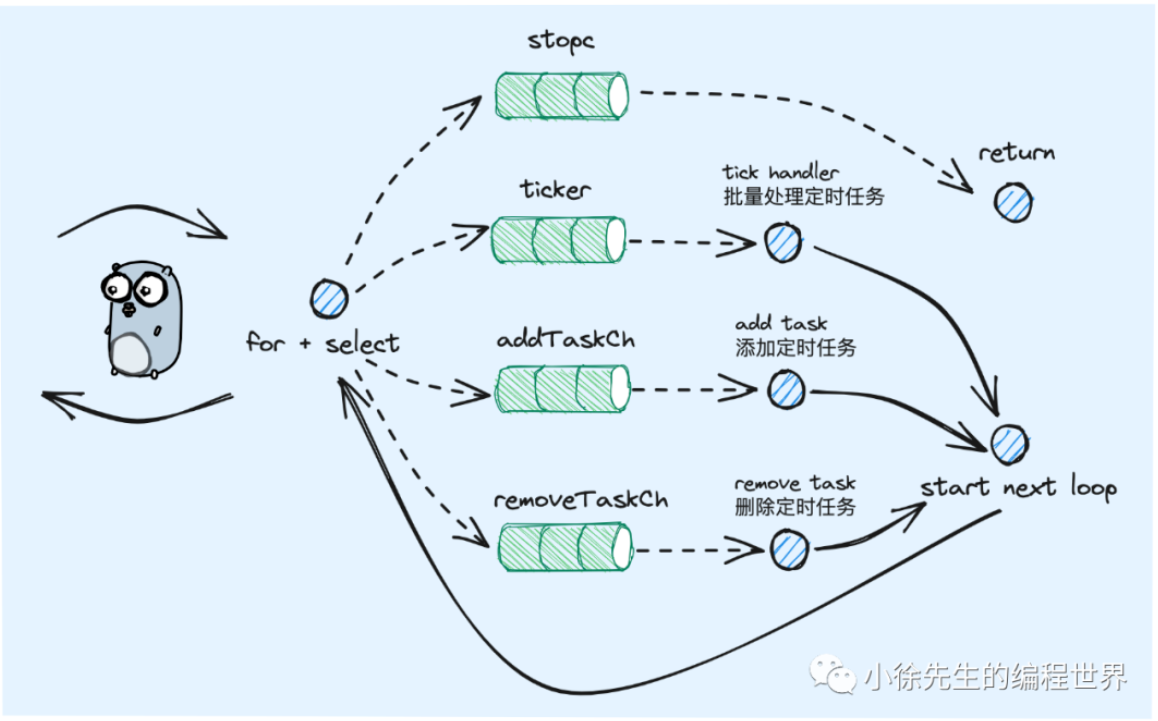 stopc
return
ticker
tick handler
批量处理定时任务
for + select
addTaskCh
add task
添加定时任务
removeTaskCh
remove task
删除定时任务
start next loop
小徐先生的编程世界